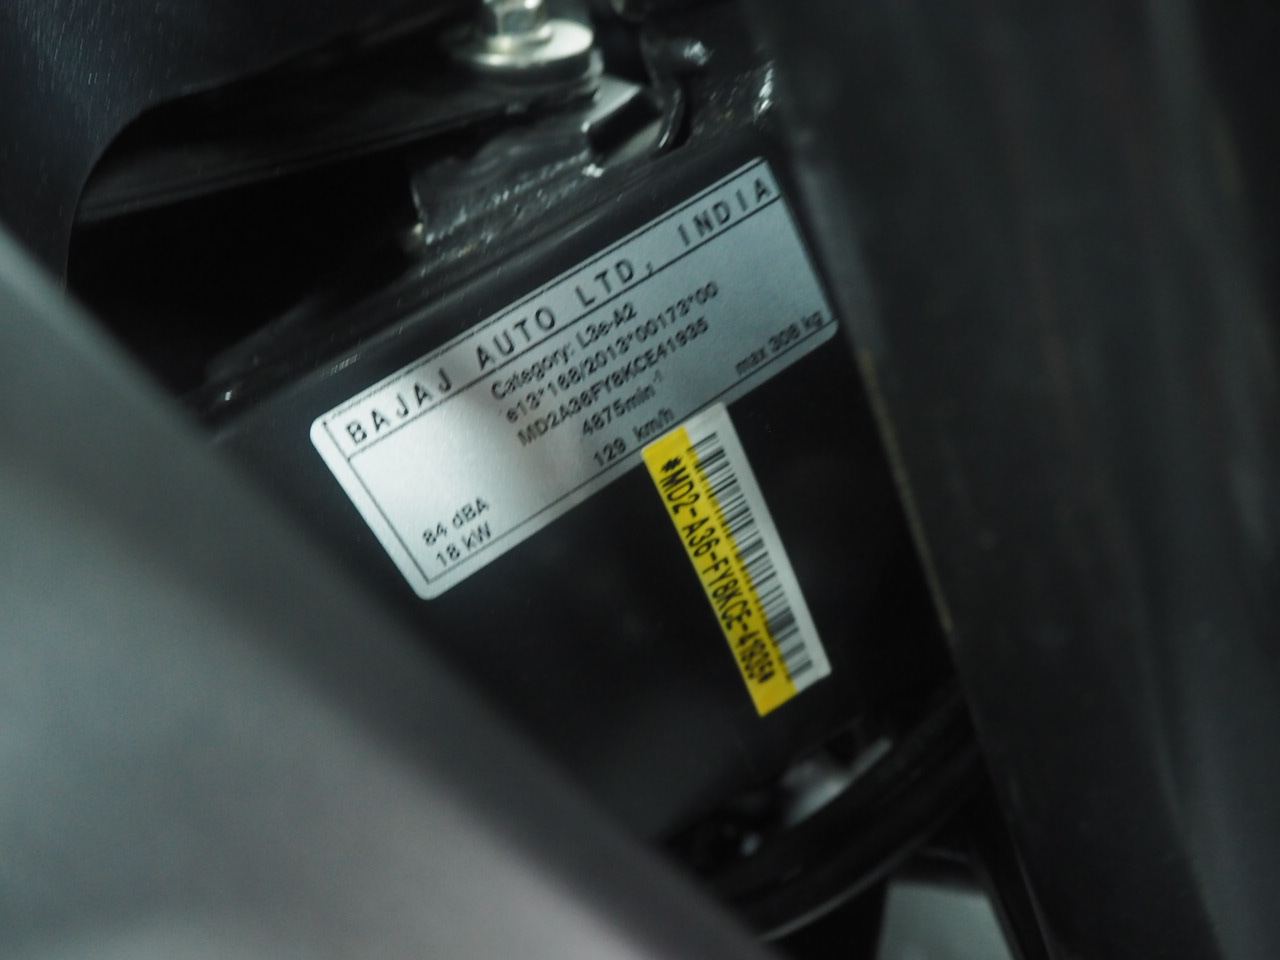 BAJAJ AUTO LTD, INDIA
Category: L3e-A2
e13*168/2013*00173*00
MD2A36FY8KCE41935
4875min⁻¹
129 km/h
max 308 kg
84 dBA
18 kW
*MD2-A36-FY8KCE-41935*